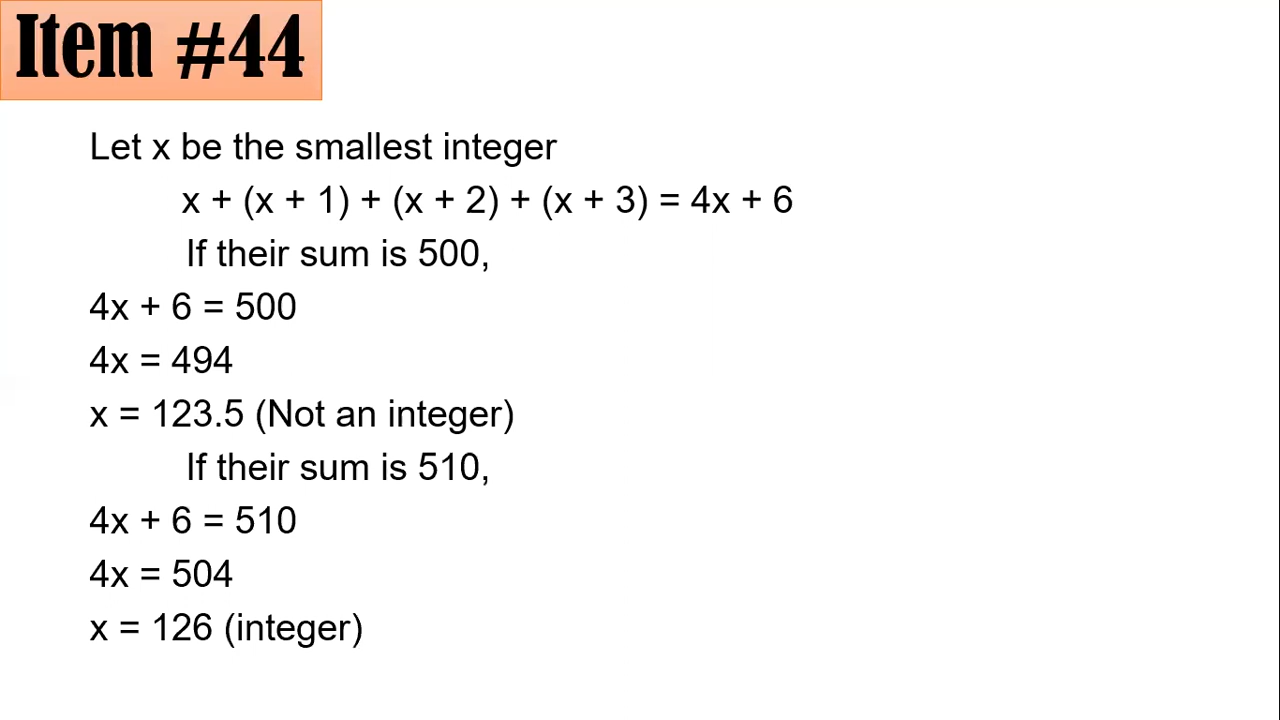 Item #44
Let x be the smallest integer
x + (x + 1) + (x + 2) + (x + 3) = 4x + 6
If their sum is 500,
4x + 6 = 500
4x = 494
x = 123.5 (Not an integer)
If their sum is 510,
4x + 6 = 510
4x = 504
x = 126 (integer)